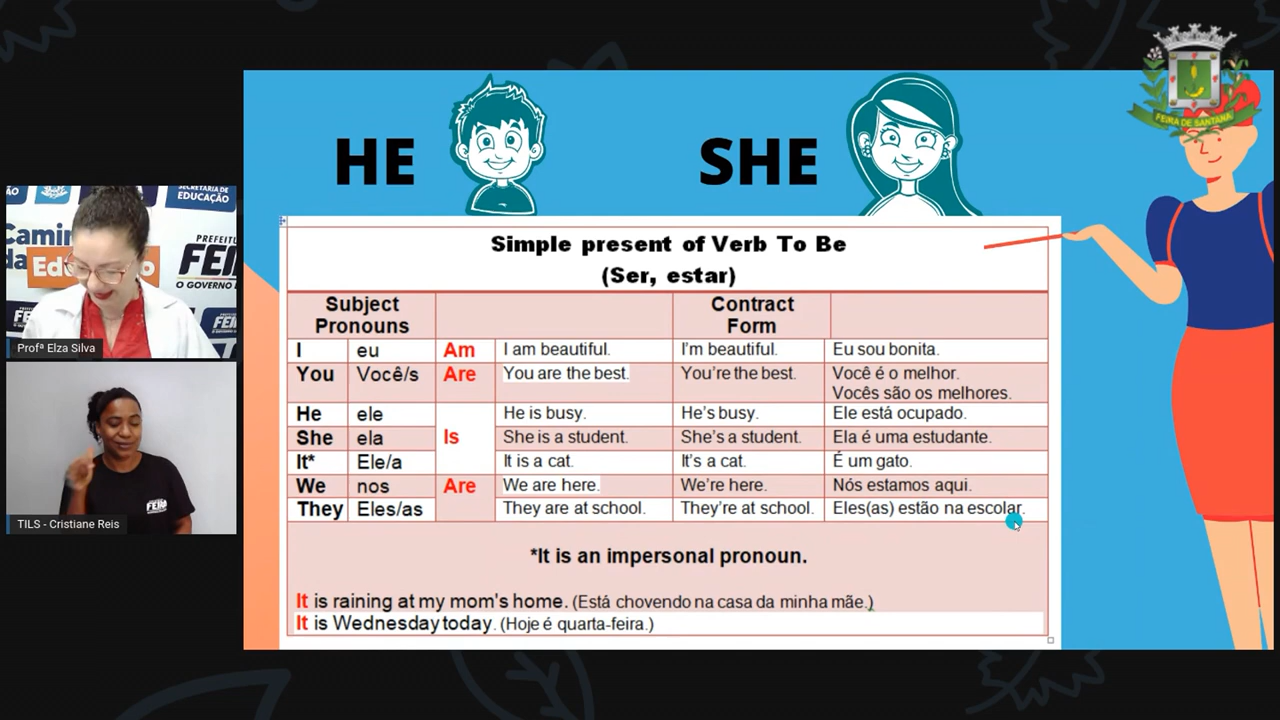 FEIRA DE SANTANA
HE
SHE
SECRETARIA DE
EDUCAÇÃO
PREFEITU
FEI
O GOVERNO D
Profª Elza Silva
FEIRA
TILS - Cristiane Reis
Simple present of Verb To Be
(Ser, estar)
Subject Pronouns Contract Form
I eu Am I am beautiful. I'm beautiful. Eu sou bonita.
You Você/s Are You are the best. You're the best. Você é o melhor.
Vocês são os melhores.
He ele He is busy. He's busy. Ele está ocupado.
She ela Is She is a student. She's a student. Ela é uma estudante.
It* Ele/a It is a cat. It's a cat. É um gato.
We nos Are We are here. We're here. Nós estamos aqui.
They Eles/as They are at school. They're at school. Eles(as) estão na escolar.
*It is an impersonal pronoun.
It is raining at my mom's home. (Está chovendo na casa da minha mãe.)
It is Wednesday today. (Hoje é quarta-feira.)